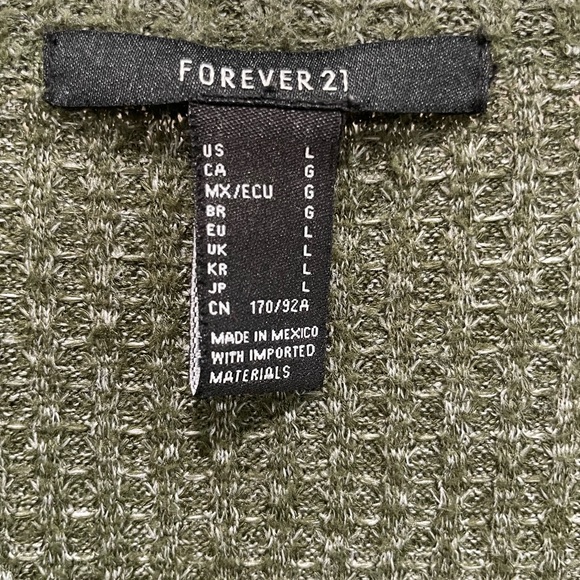 FOREVER 21
US L
CA G
MX/ECU G
BR G
EU L
UK L
KR L
JP L
CN 170/92A
MADE IN MEXICO
WITH IMPORTED
MATERIALS